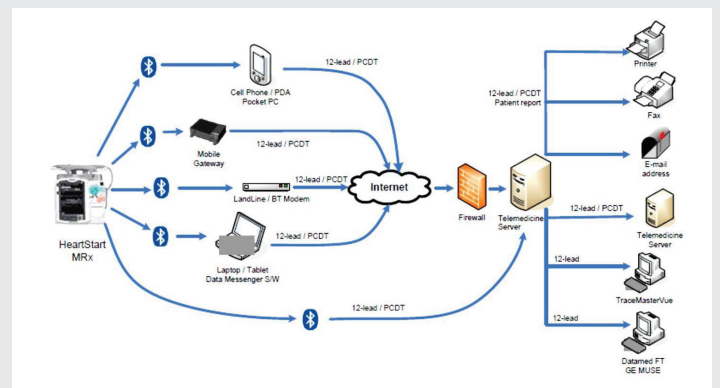 12-lead / PCDT
Cell Phone / PDA
Pocket PC
12-lead / PCDT
Mobile
Gateway
12-lead / PCDT
LandLine / BT Modem
12-lead / PCDT
Laptop / Tablet
Data Messenger S/W
12-lead / PCDT
HeartStart
MRx
Internet
Firewall
Telemedicine
Server
12-lead / PCDT
Patient report
Printer
Fax
E-mail
address
12-lead / PCDT
Telemedicine
Server
12-lead
TraceMasterVue
12-lead
Datamed FT
GE MUSE